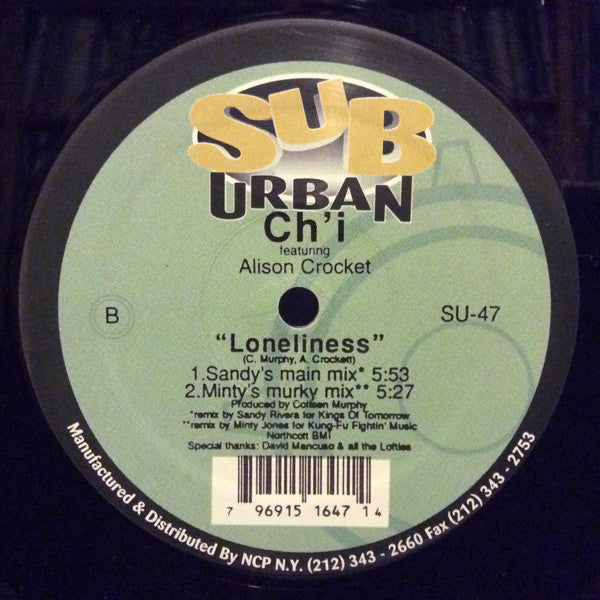 SUB
URBAN
Ch'i
featuring
Alison Crocket
B
SU-47
"Loneliness"
(C. Murphy, A. Crockett)
1.Sandy's main mix* 5:53
2.Minty's murky mix** 5:27
Produced by Colleen Murphy
*remix by Sandy Rivera for Kings Of Tomorrow
**remix by Minty Jones for Kung-Fu Fightin' Music
Northcott BMI
Special thanks: David Mancuso & all the Lofties
7 96915 1647 1 4
Manufactured & Distributed By NCP N.Y. (212) 343 - 2660 Fax (212) 343 - 2753